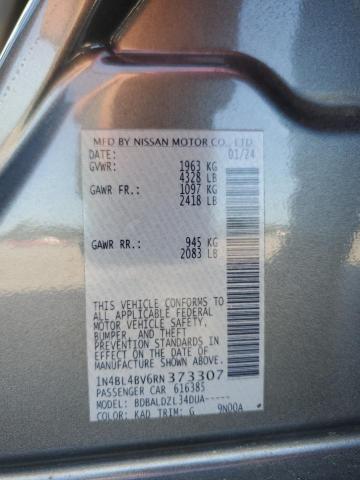 MFD BY NISSAN MOTOR CO., LTD.
DATE: 01/24
GVWR: 1963 KG
4328 LB
GAWR FR.: 1097 KG
2418 LB
GAWR RR.: 945 KG
2083 LB
THIS VEHICLE CONFORMS TO
ALL APPLICABLE FEDERAL
MOTOR VEHICLE SAFETY,
BUMPER, AND THEFT
PREVENTION STANDARDS IN
EFFECT ON THE DATE OF
MANUFACTURE SHOWN ABOVE.
1N4BL4BV6RN373307
PASSENGER CAR 616385
MODEL: BDBALDZL34DUA-----
COLOR: KAD TRIM: G 9N00A